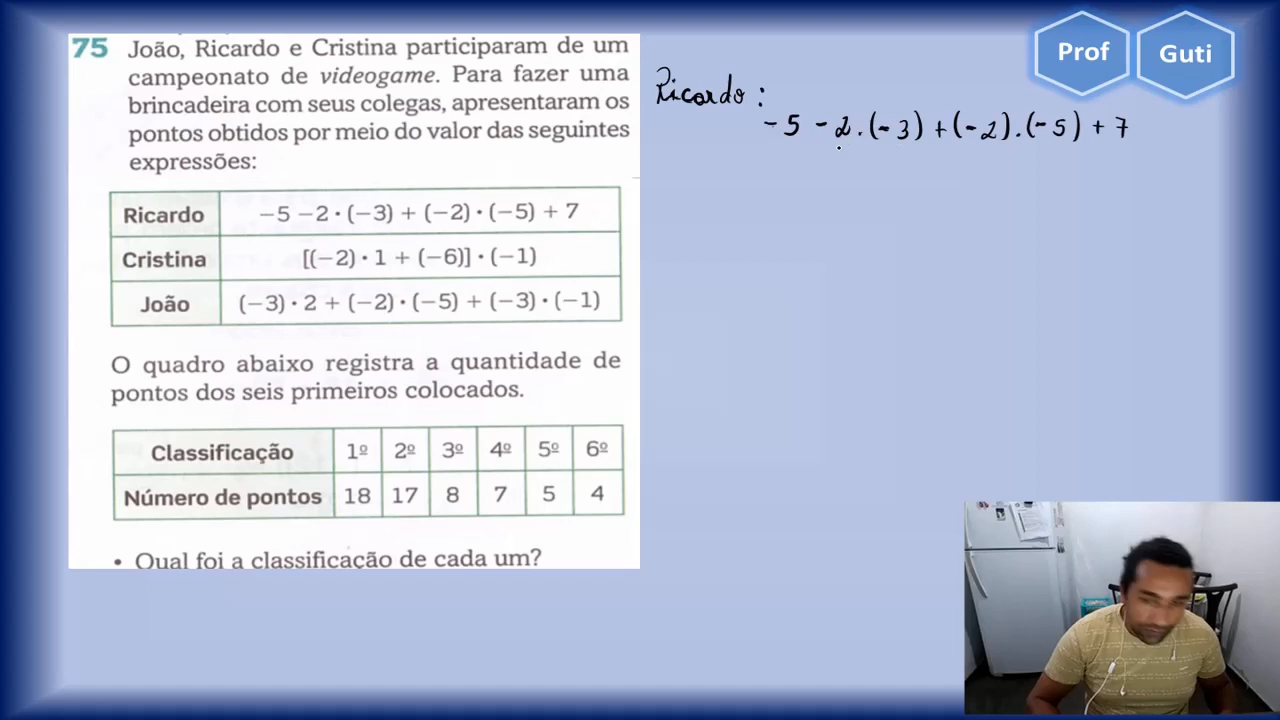 75 João, Ricardo e Cristina participaram de um
campeonato de videogame. Para fazer uma
brincadeira com seus colegas, apresentaram os
pontos obtidos por meio do valor das seguintes
expressões:
Ricardo −5 −2 · (−3) + (−2) · (−5) + 7
Cristina [(−2) · 1 + (−6)] · (−1)
João (−3) · 2 + (−2) · (−5) + (−3) · (−1)
O quadro abaixo registra a quantidade de
pontos dos seis primeiros colocados.
Classificação 1º 2º 3º 4º 5º 6º
Número de pontos 18 17 8 7 5 4
• Qual foi a classificação de cada um?
Ricardo :
-5 -2.(-3)+(-2).(-5)+7
Prof Guti